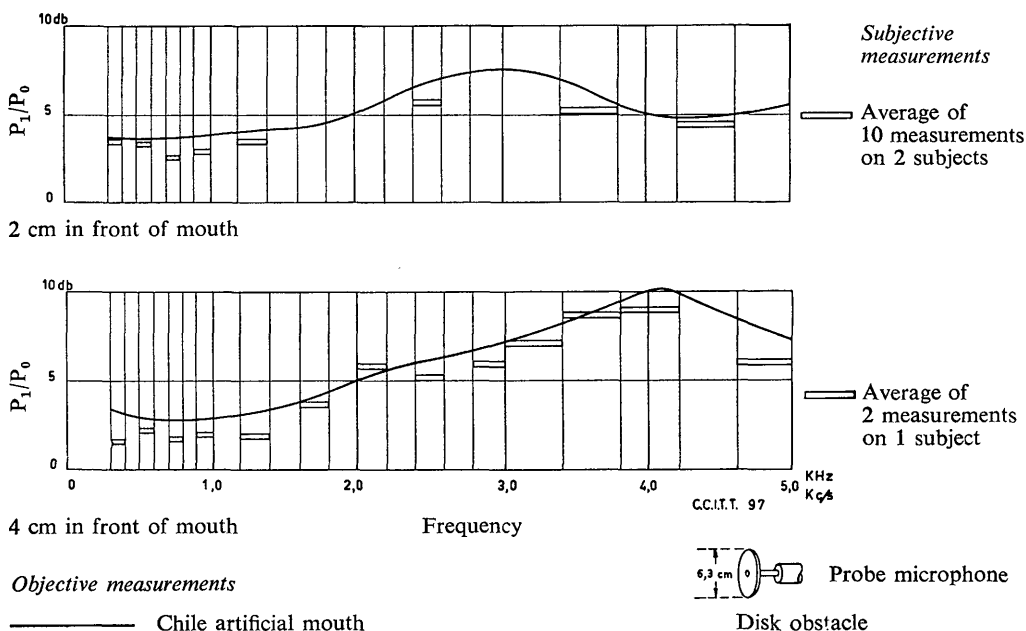 10db
5
0
P₁/P₀
Subjective
measurements
Average of
10 measurements
on 2 subjects
2 cm in front of mouth
10db
5
0
P₁/P₀
Average of
2 measurements
on 1 subject
0 1,0 2,0 3,0 4,0 5,0 KHz
Kc/s
C.C.I.T.T. 97
4 cm in front of mouth
Frequency
Objective measurements
Chile artificial mouth
6,3 cm
Probe microphone
Disk obstacle